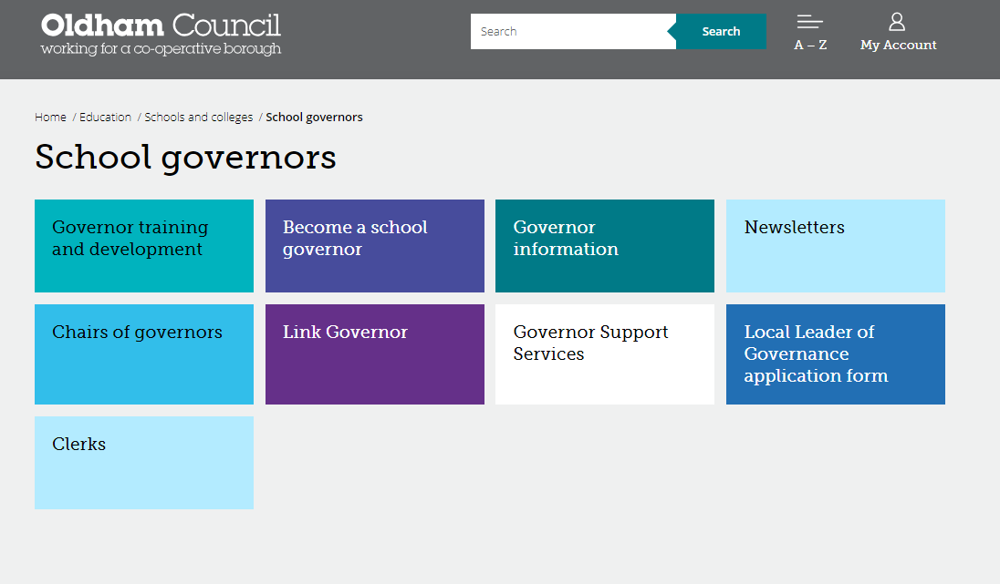 Oldham Council
working for a co-operative borough
Search
Search
A – Z
My Account
Home / Education / Schools and colleges / School governors
School governors
Governor training
and development
Become a school
governor
Governor
information
Newsletters
Chairs of governors
Link Governor
Governor Support
Services
Local Leader of
Governance
application form
Clerks